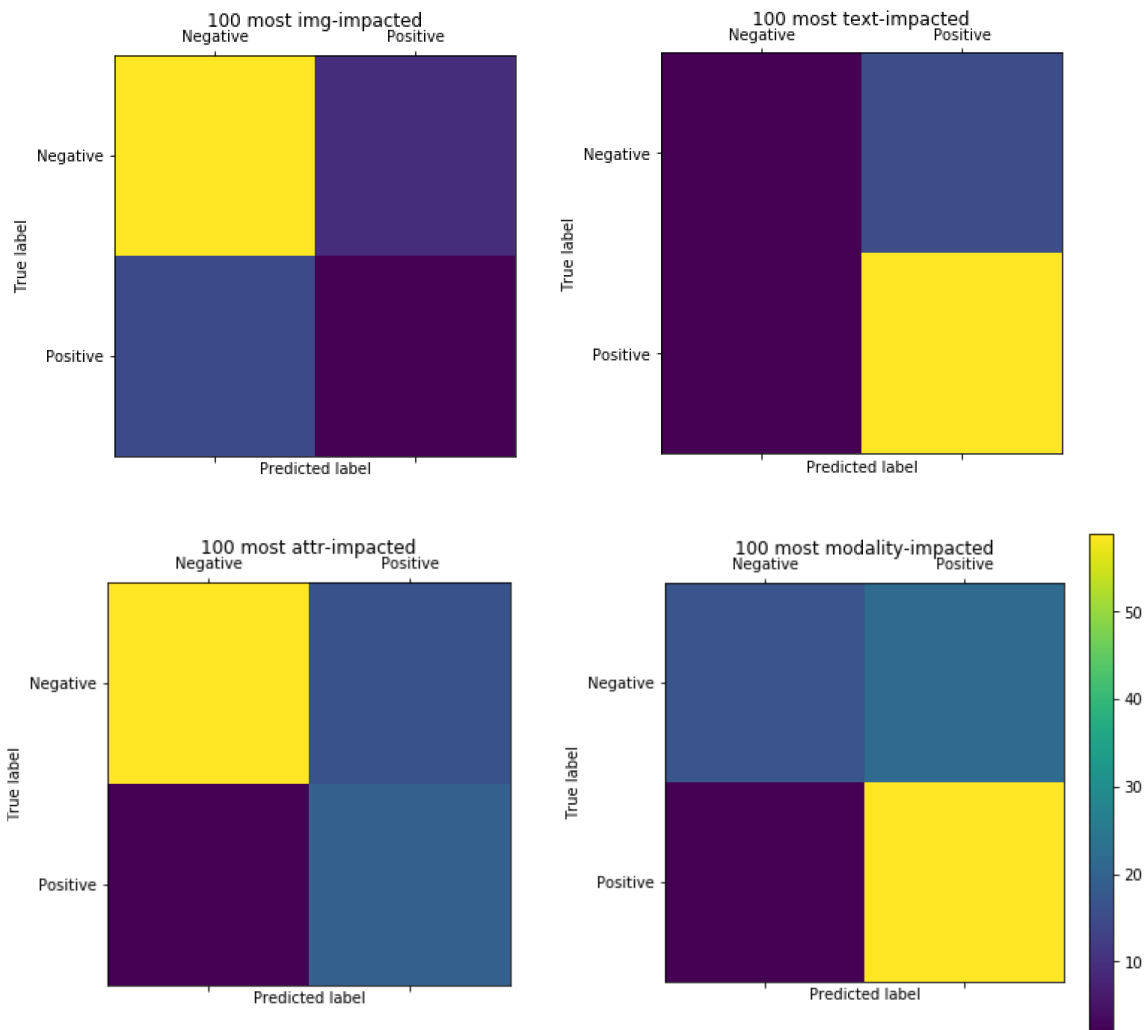 100 most img-impacted
Negative Positive
Negative
Positive
True label
Predicted label
100 most text-impacted
Negative Positive
Negative
Positive
True label
Predicted label
100 most attr-impacted
Negative Positive
Negative
Positive
True label
Predicted label
100 most modality-impacted
Negative Positive
Negative
Positive
True label
Predicted label
50
40
30
20
10